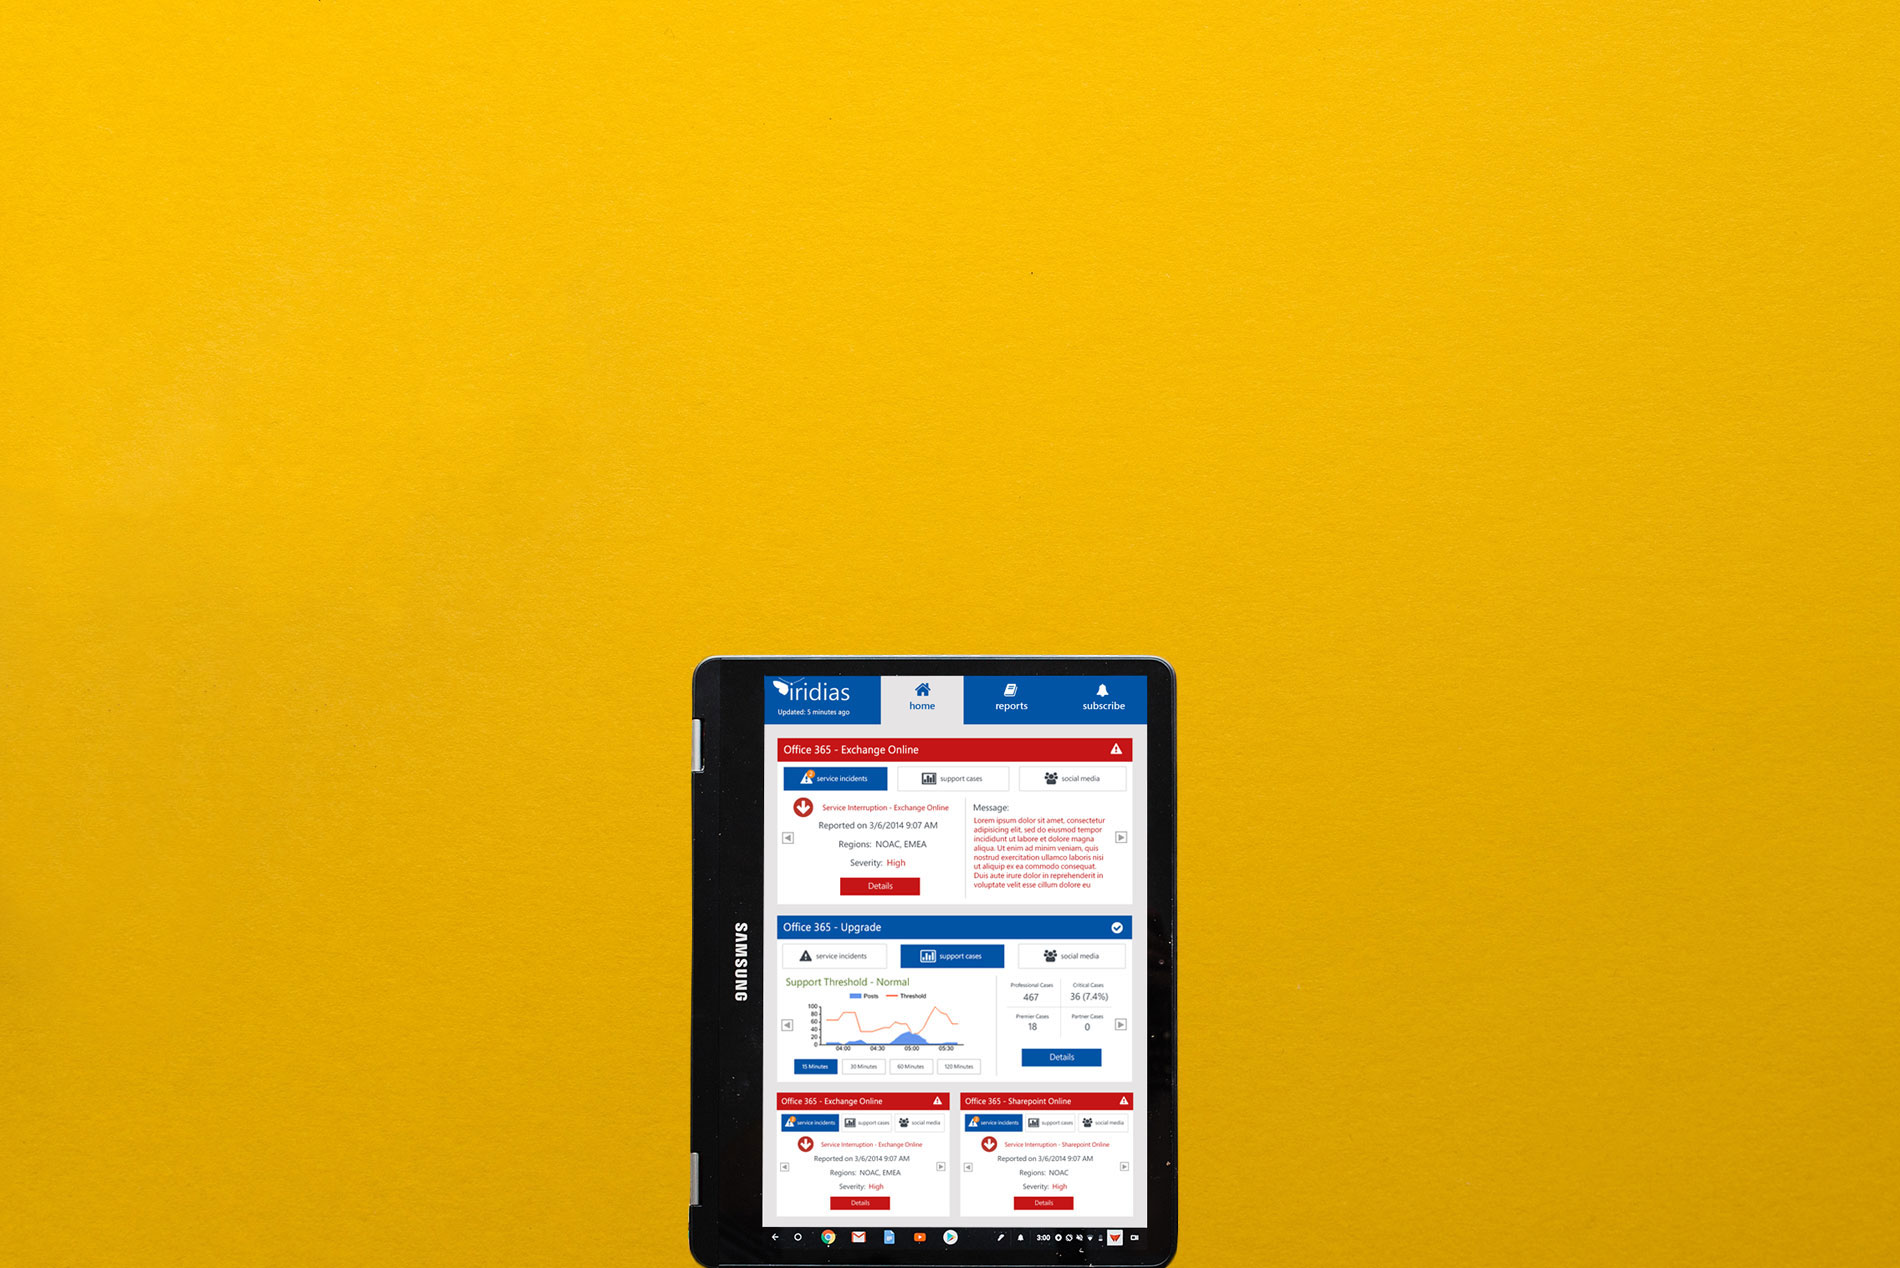 iridias
Updated: 5 minutes ago
home
reports
subscribe
Office 365 - Exchange Online
service incidents
support cases
social media
Service Interruption - Exchange Online
Reported on 3/6/2014 9:07 AM
Regions: NOAC, EMEA
Severity: High
Details
Message:
Lorem ipsum dolor sit amet, consectetur
adipisicing elit, sed do eiusmod tempor
incididunt ut labore et dolore magna
aliqua. Ut enim ad minim veniam, quis
nostrud exercitation ullamco laboris nisi
ut aliquip ex ea commodo consequat.
Duis aute irure dolor in reprehenderit in
voluptate velit esse cillum dolore eu
SAMSUNG
Office 365 - Upgrade
service incidents
support cases
social media
Support Threshold - Normal
Posts
Threshold
100
80
60
40
20
0
04:00
04:30
05:00
05:30
15 Minutes
30 Minutes
60 Minutes
120 Minutes
Professional Cases
467
Critical Cases
36 (7.4%)
Premier Cases
18
Partner Cases
0
Details
Office 365 - Exchange Online
service incidents
support cases
social media
Service Interruption - Exchange Online
Reported on 3/6/2014 9:07 AM
Regions: NOAC, EMEA
Severity: High
Details
Office 365 - Sharepoint Online
service incidents
support cases
social media
Service Interruption - Sharepoint Online
Reported on 3/6/2014 9:07 AM
Regions: NOAC
Severity: High
Details
3:00